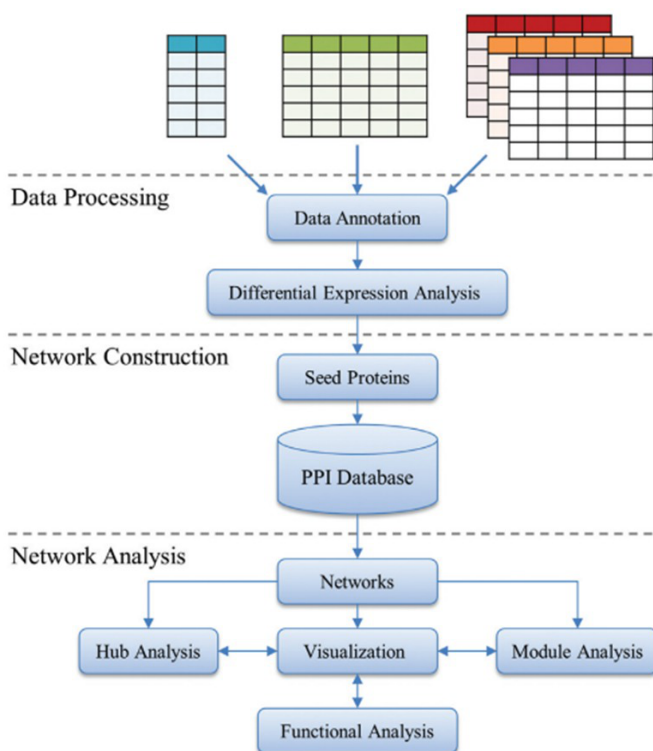 Data Processing
Data Annotation
Differential Expression Analysis
Network Construction
Seed Proteins
PPI Database
Network Analysis
Networks
Hub Analysis
Visualization
Module Analysis
Functional Analysis